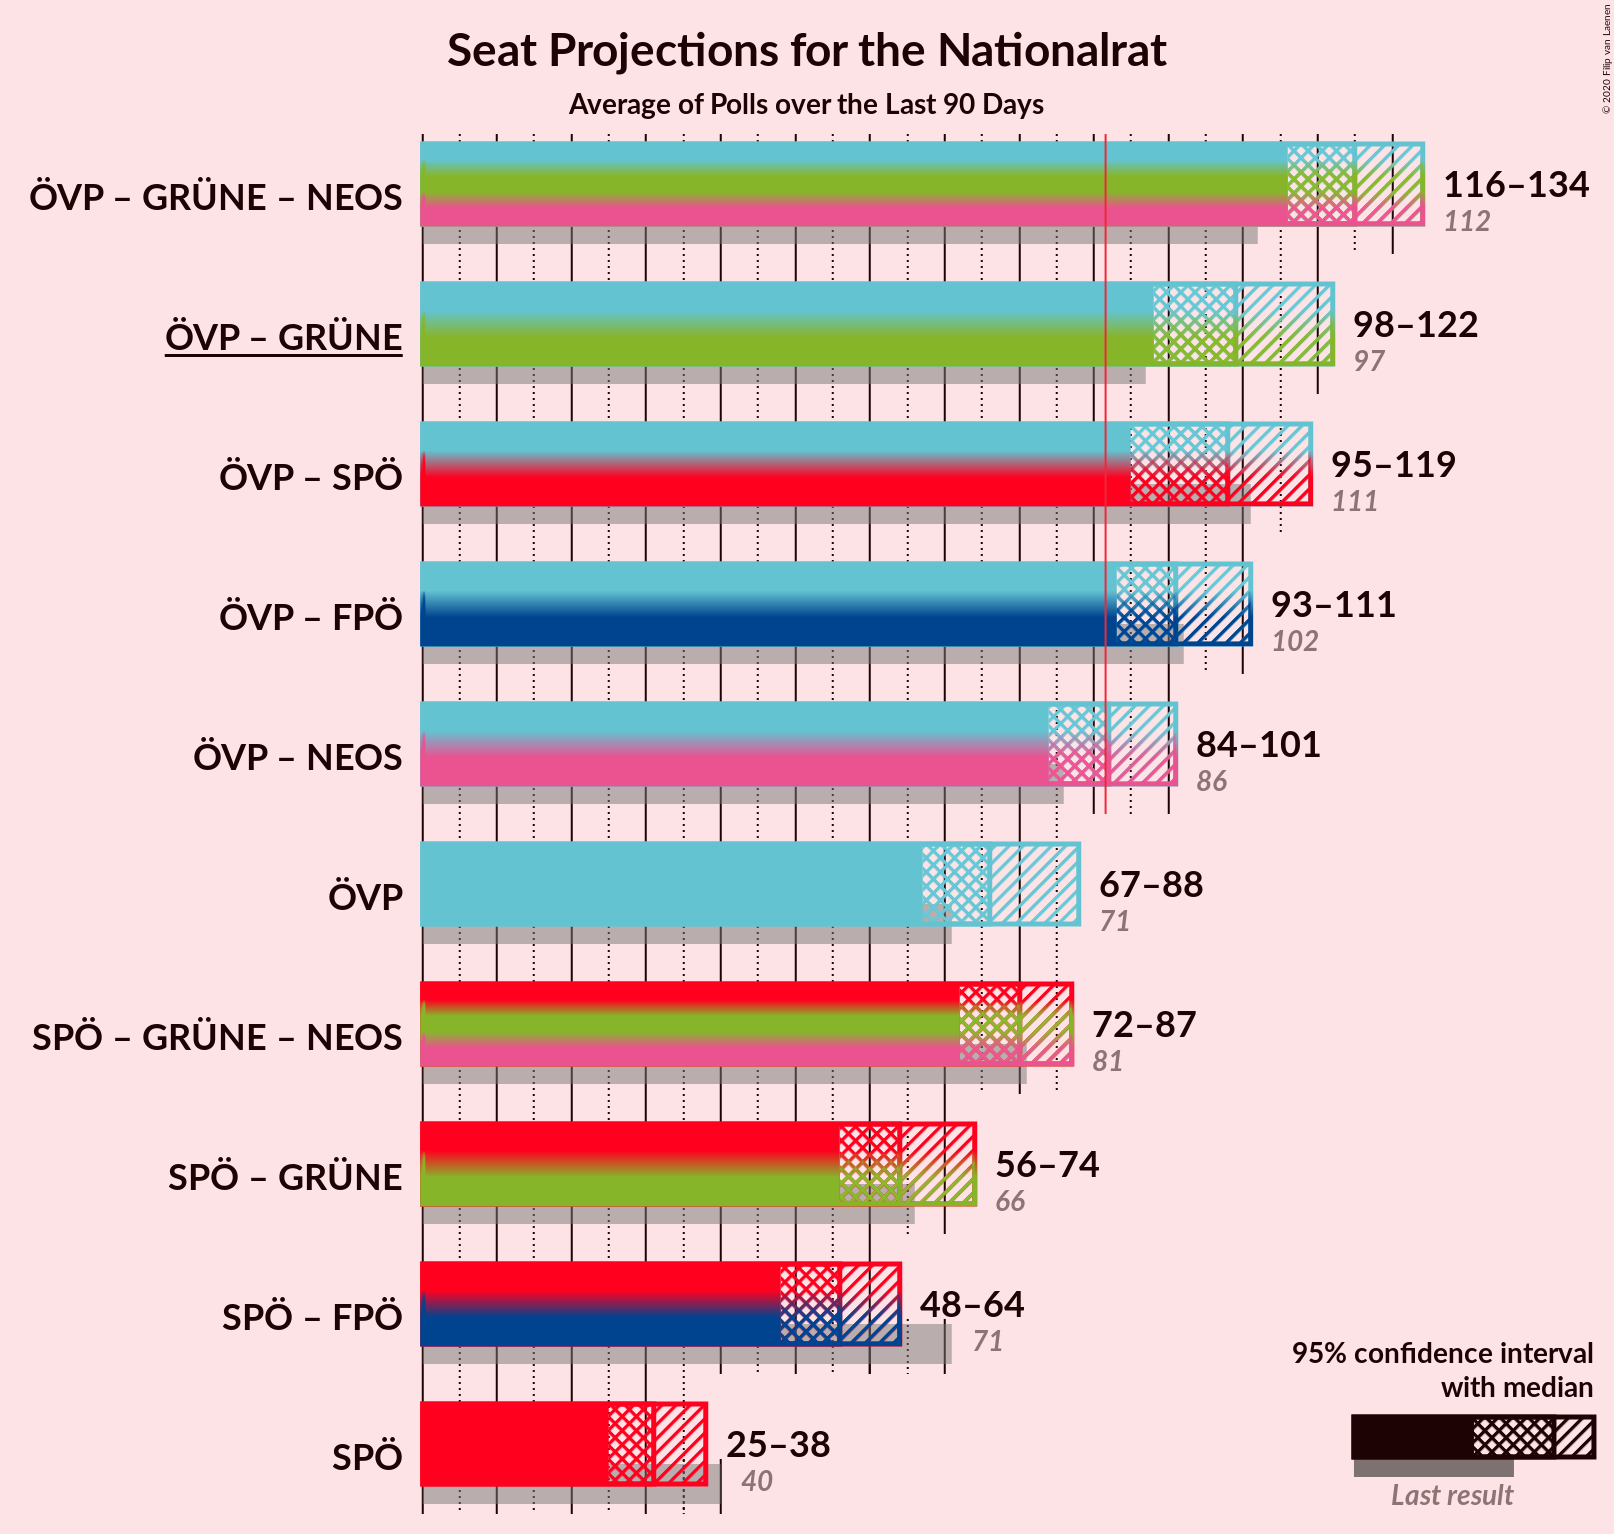 Seat Projections for the Nationalrat
Average of Polls over the Last 90 Days
© 2020 Filip van Laenen
ÖVP – GRÜNE – NEOS
116–134
112
ÖVP – GRÜNE
98–122
97
ÖVP – SPÖ
95–119
111
ÖVP – FPÖ
93–111
102
ÖVP – NEOS
84–101
86
ÖVP
67–88
71
SPÖ – GRÜNE – NEOS
72–87
81
SPÖ – GRÜNE
56–74
66
SPÖ – FPÖ
48–64
71
SPÖ
25–38
40
95% confidence interval
with median
Last result